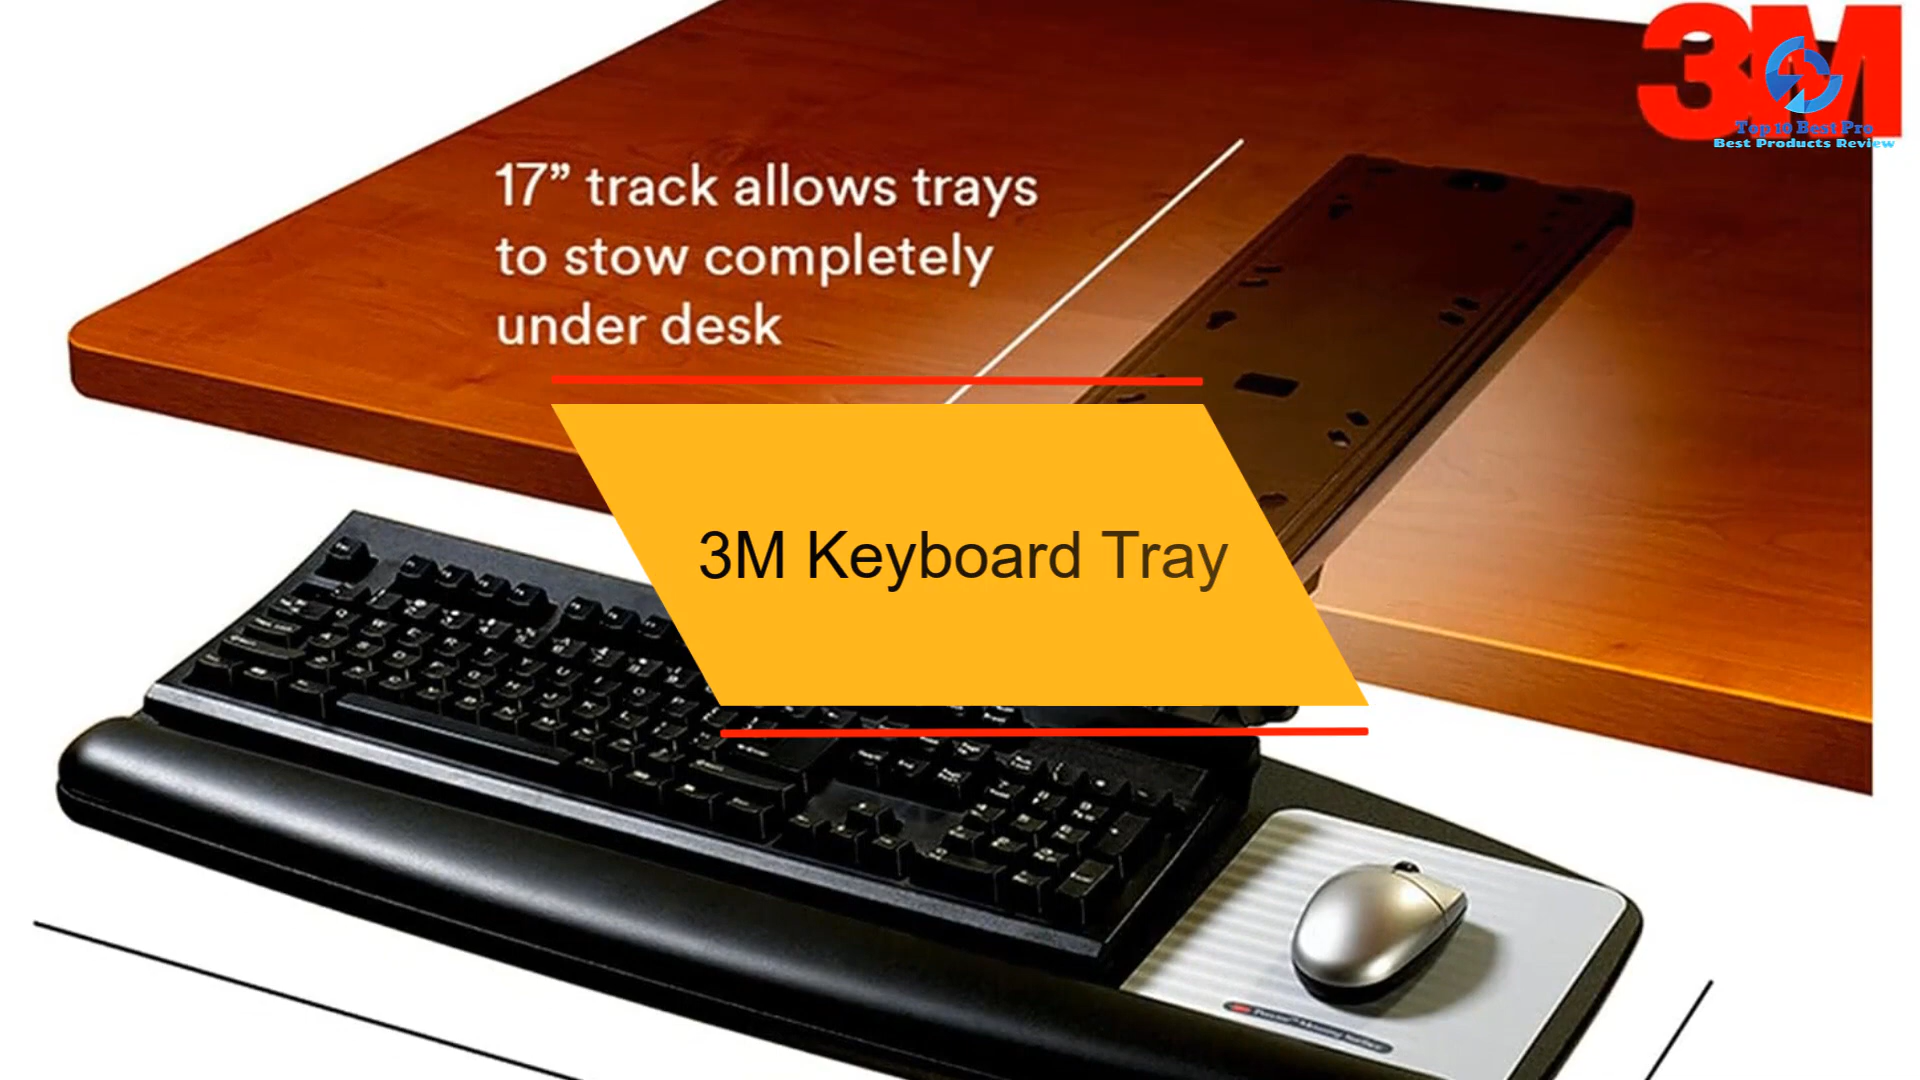 3M
Top 10 Best Pro
Best Products Review
17” track allows trays
to stow completely
under desk
3M Keyboard Tray